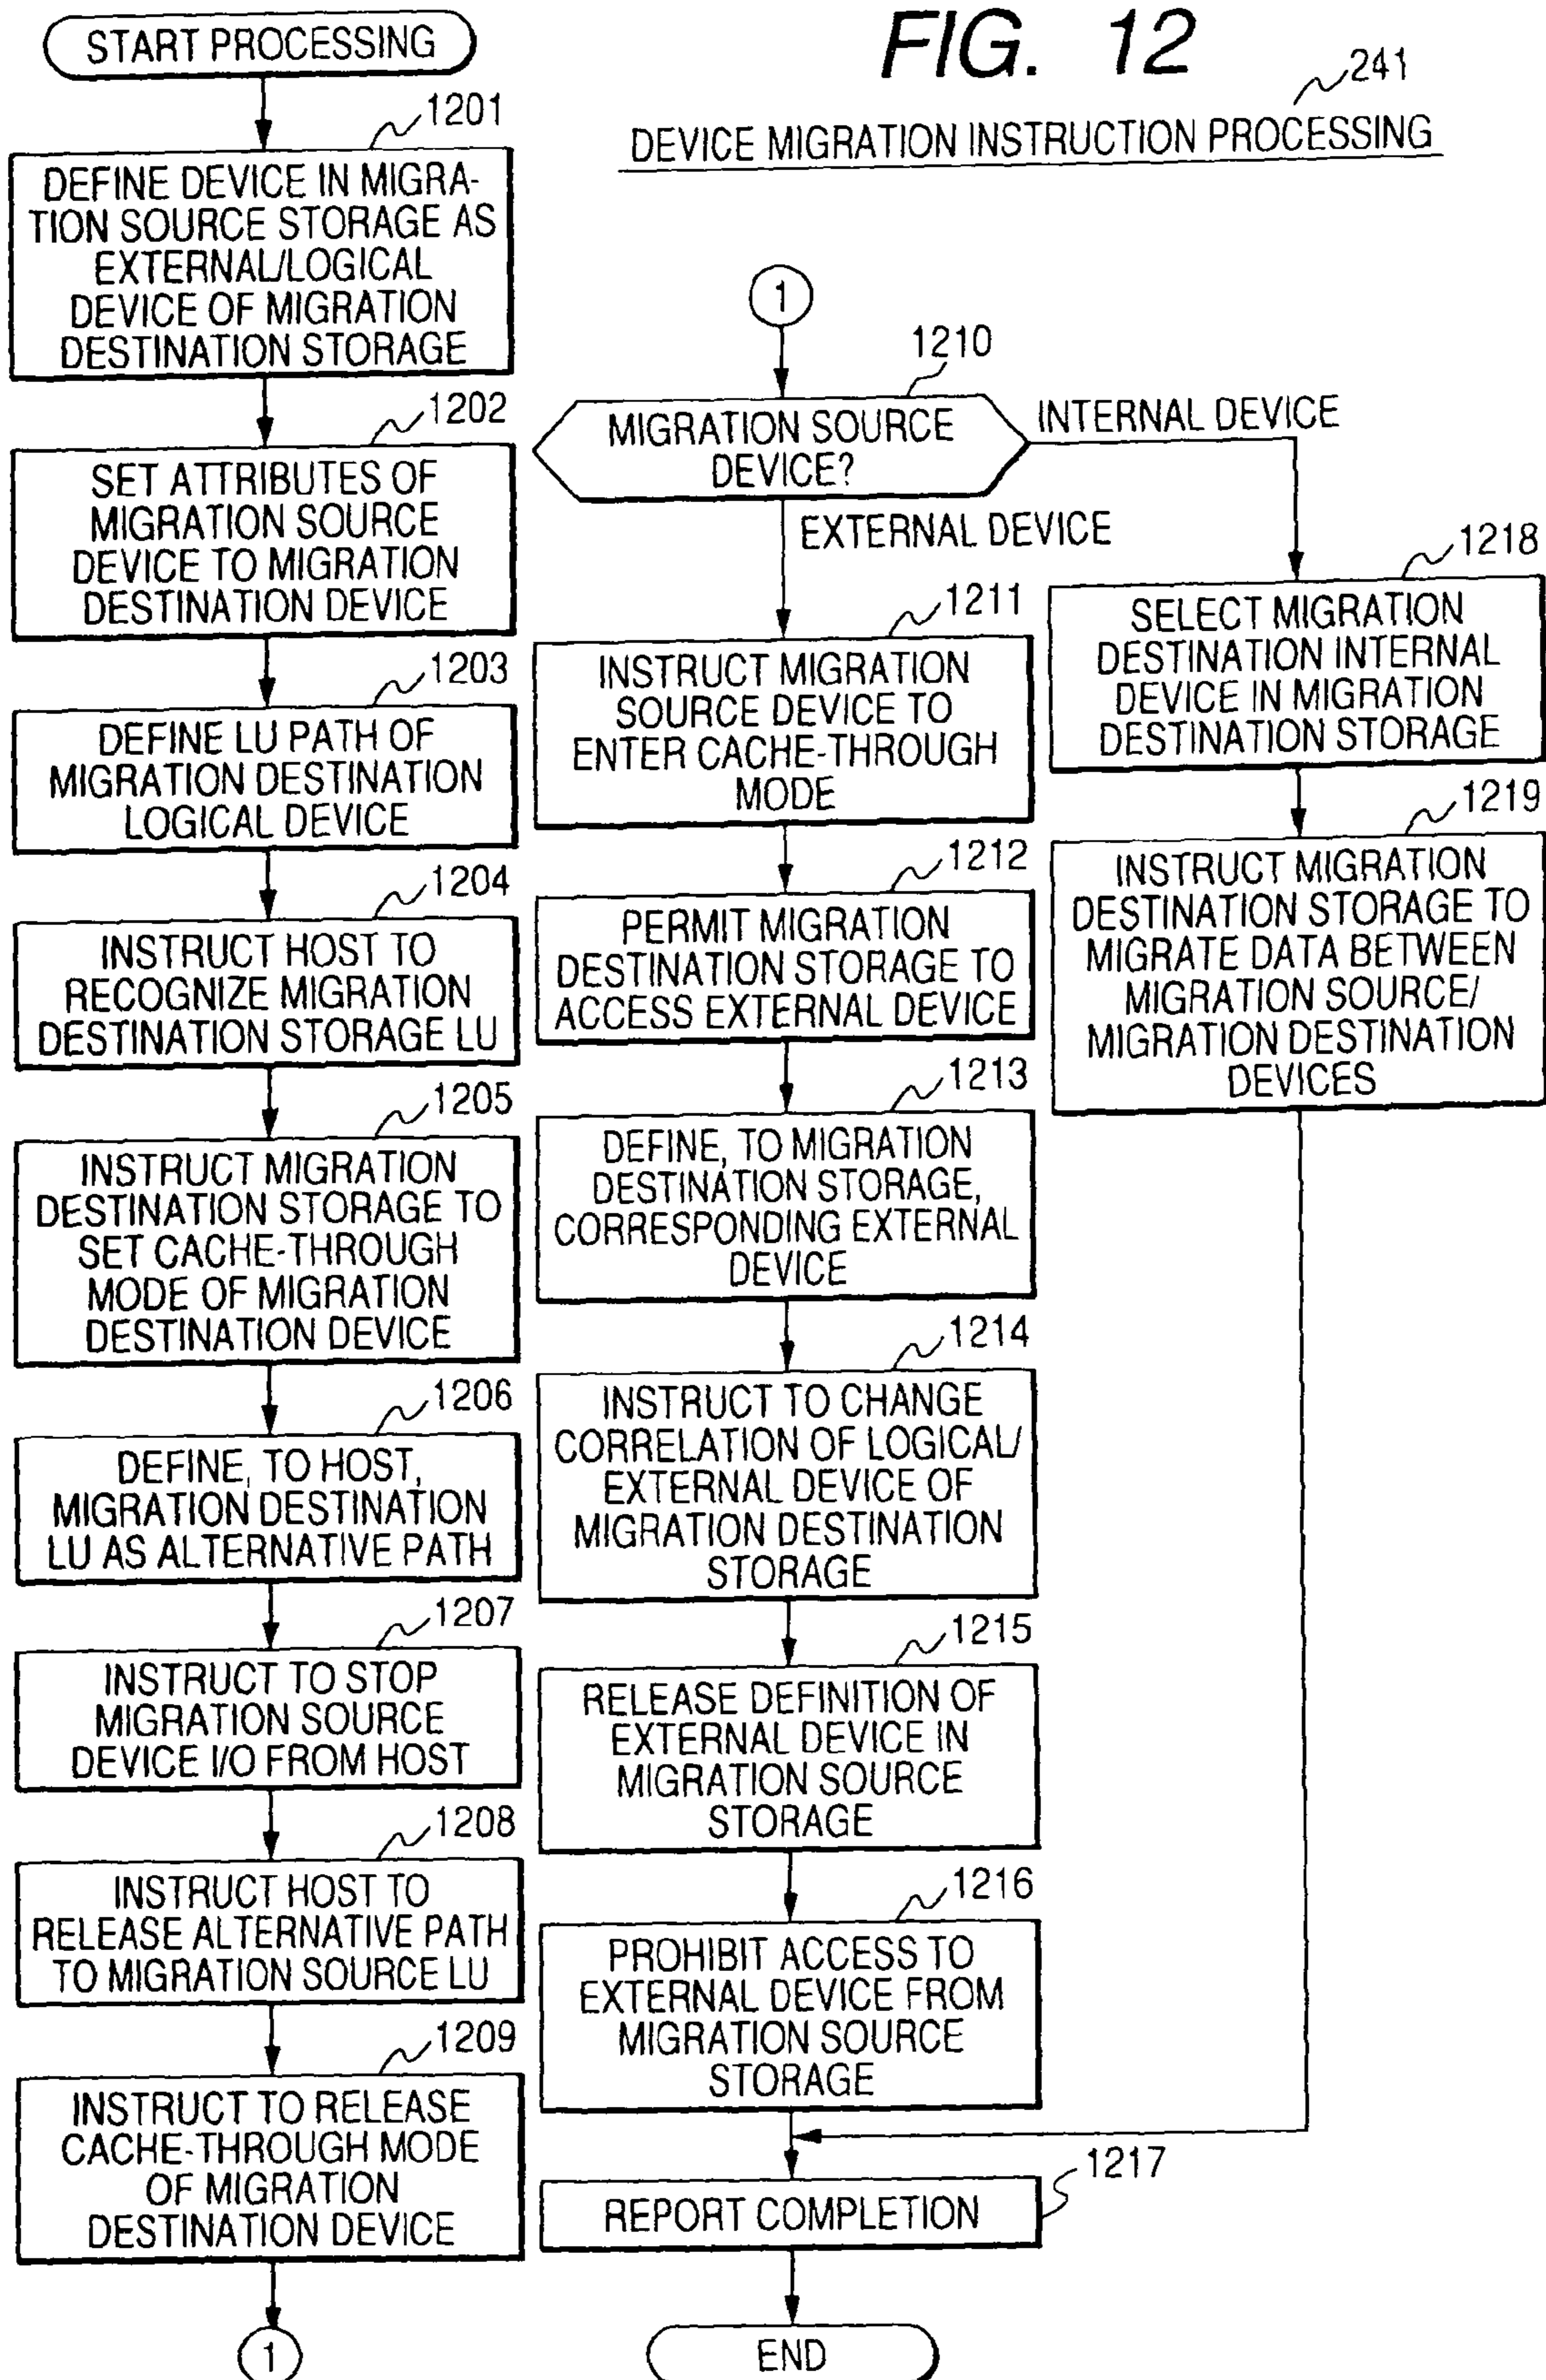 FIG. 12
241
DEVICE MIGRATION INSTRUCTION PROCESSING
START PROCESSING
1201
DEFINE DEVICE IN MIGRA-
TION SOURCE STORAGE AS
EXTERNAL/LOGICAL
DEVICE OF MIGRATION
DESTINATION STORAGE
1202
SET ATTRIBUTES OF
MIGRATION SOURCE
DEVICE TO MIGRATION
DESTINATION DEVICE
1203
DEFINE LU PATH OF
MIGRATION DESTINATION
LOGICAL DEVICE
1204
INSTRUCT HOST TO
RECOGNIZE MIGRATION
DESTINATION STORAGE LU
1205
INSTRUCT MIGRATION
DESTINATION STORAGE TO
SET CACHE-THROUGH
MODE OF MIGRATION
DESTINATION DEVICE
1206
DEFINE, TO HOST,
MIGRATION DESTINATION
LU AS ALTERNATIVE PATH
1207
INSTRUCT TO STOP
MIGRATION SOURCE
DEVICE I/O FROM HOST
1208
INSTRUCT HOST TO
RELEASE ALTERNATIVE PATH
TO MIGRATION SOURCE LU
1209
INSTRUCT TO RELEASE
CACHE-THROUGH MODE
OF MIGRATION
DESTINATION DEVICE
1
1
1210
MIGRATION SOURCE
DEVICE?
INTERNAL DEVICE
EXTERNAL DEVICE
1211
INSTRUCT MIGRATION
SOURCE DEVICE TO
ENTER CACHE-THROUGH
MODE
1212
PERMIT MIGRATION
DESTINATION STORAGE TO
ACCESS EXTERNAL DEVICE
1213
DEFINE, TO MIGRATION
DESTINATION STORAGE,
CORRESPONDING EXTERNAL
DEVICE
1214
INSTRUCT TO CHANGE
CORRELATION OF LOGICAL/
EXTERNAL DEVICE OF
MIGRATION DESTINATION
STORAGE
1215
RELEASE DEFINITION OF
EXTERNAL DEVICE IN
MIGRATION SOURCE
STORAGE
1216
PROHIBIT ACCESS TO
EXTERNAL DEVICE FROM
MIGRATION SOURCE
STORAGE
1217
REPORT COMPLETION
END
1218
SELECT MIGRATION
DESTINATION INTERNAL
DEVICE IN MIGRATION
DESTINATION STORAGE
1219
INSTRUCT MIGRATION
DESTINATION STORAGE TO
MIGRATE DATA BETWEEN
MIGRATION SOURCE/
MIGRATION DESTINATION
DEVICES